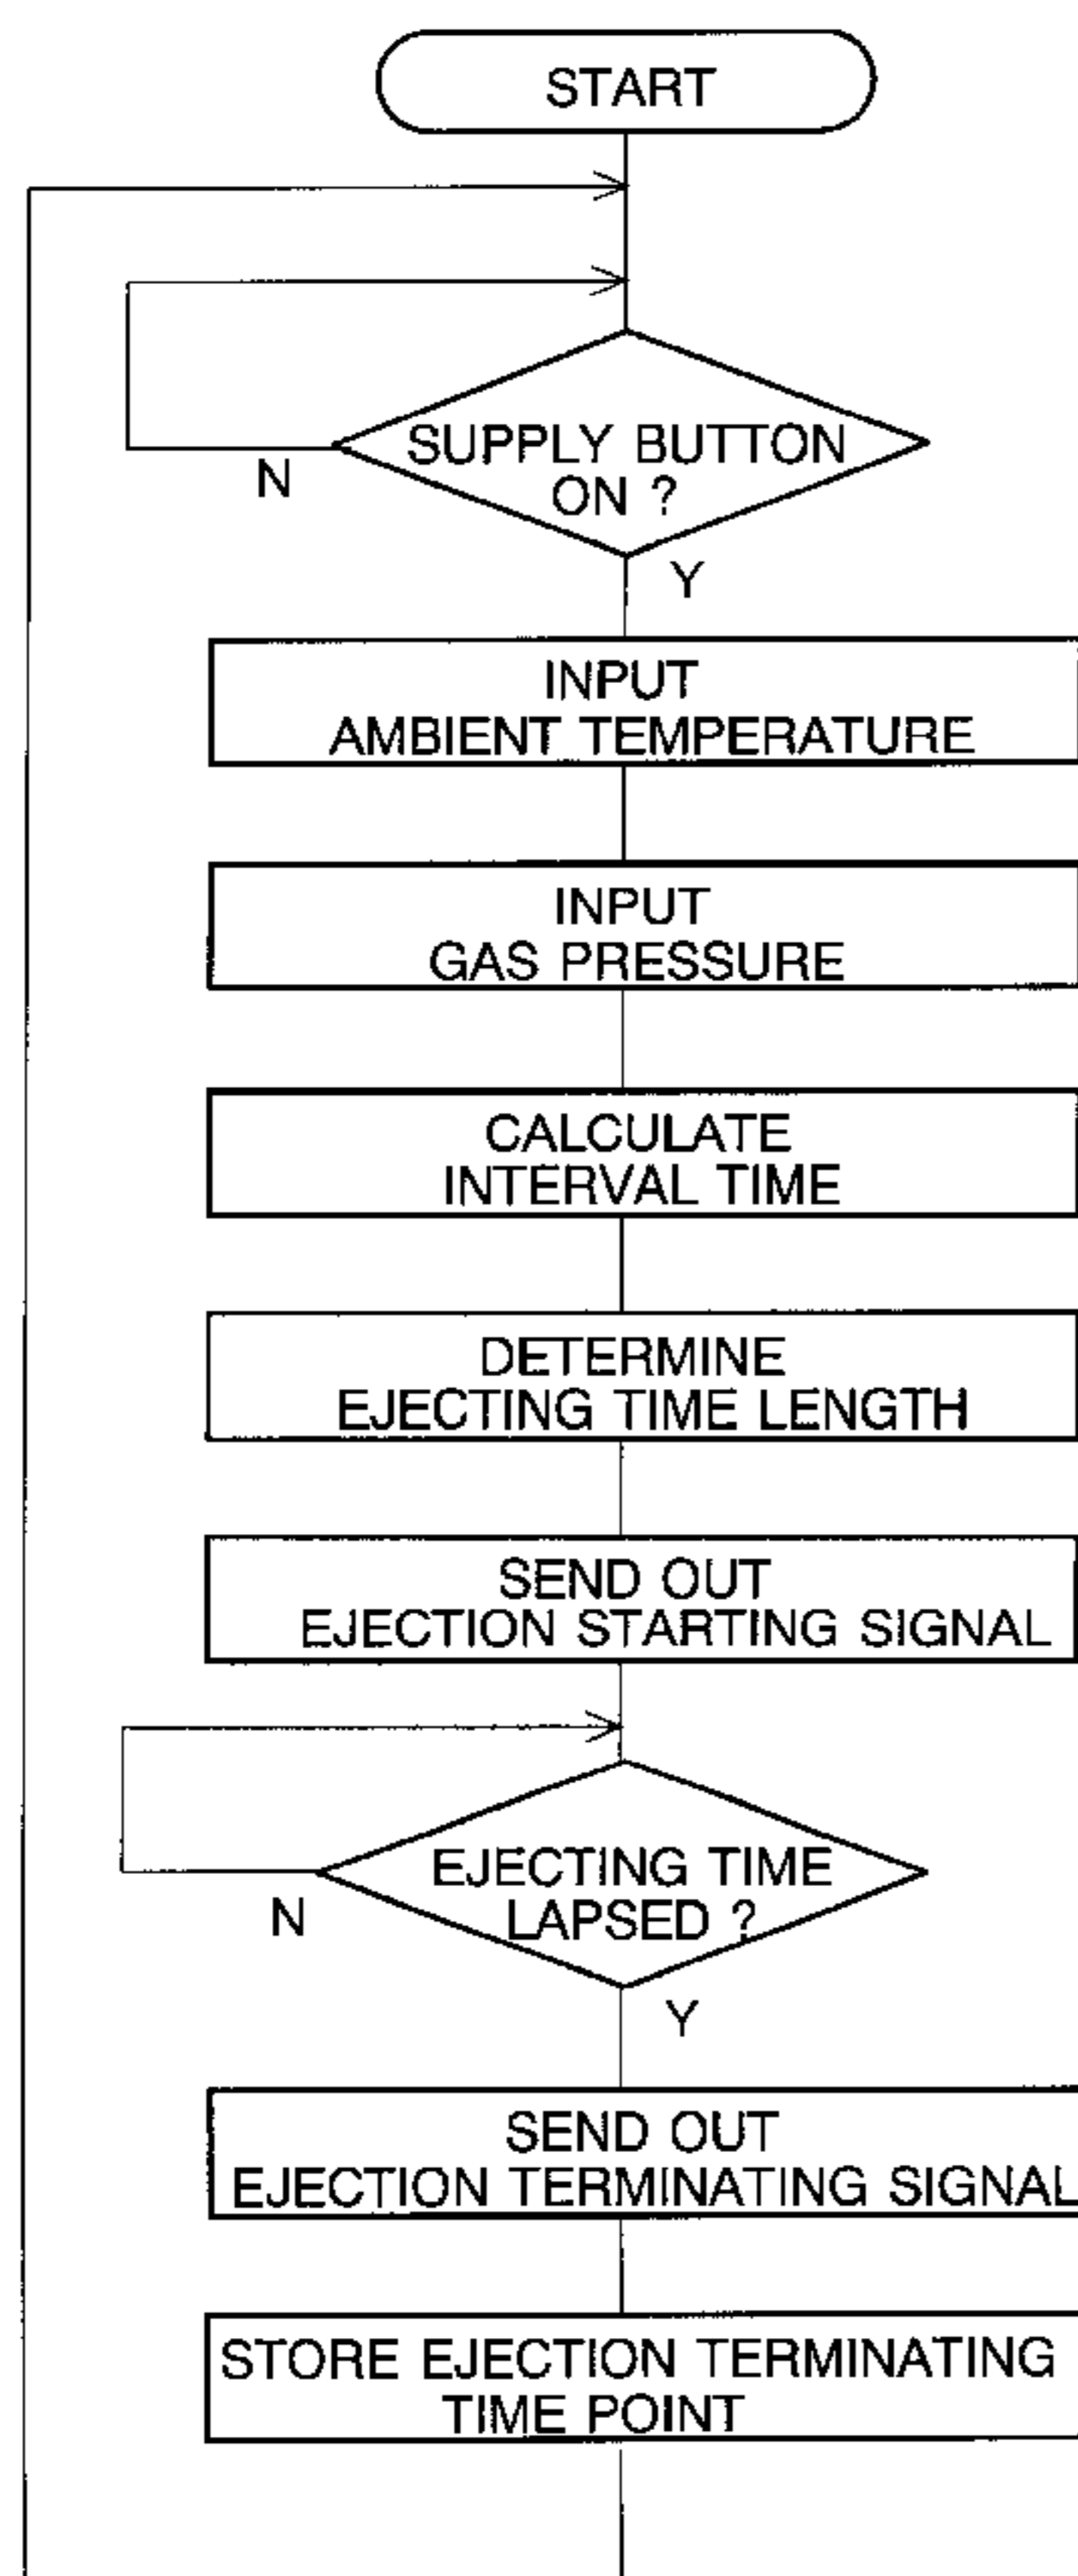 START
SUPPLY BUTTON
ON ?
N
Y
INPUT
AMBIENT TEMPERATURE
INPUT
GAS PRESSURE
CALCULATE
INTERVAL TIME
DETERMINE
EJECTING TIME LENGTH
SEND OUT
EJECTION STARTING SIGNAL
EJECTING TIME
LAPSED ?
N
Y
SEND OUT
EJECTION TERMINATING SIGNAL
STORE EJECTION TERMINATING
TIME POINT